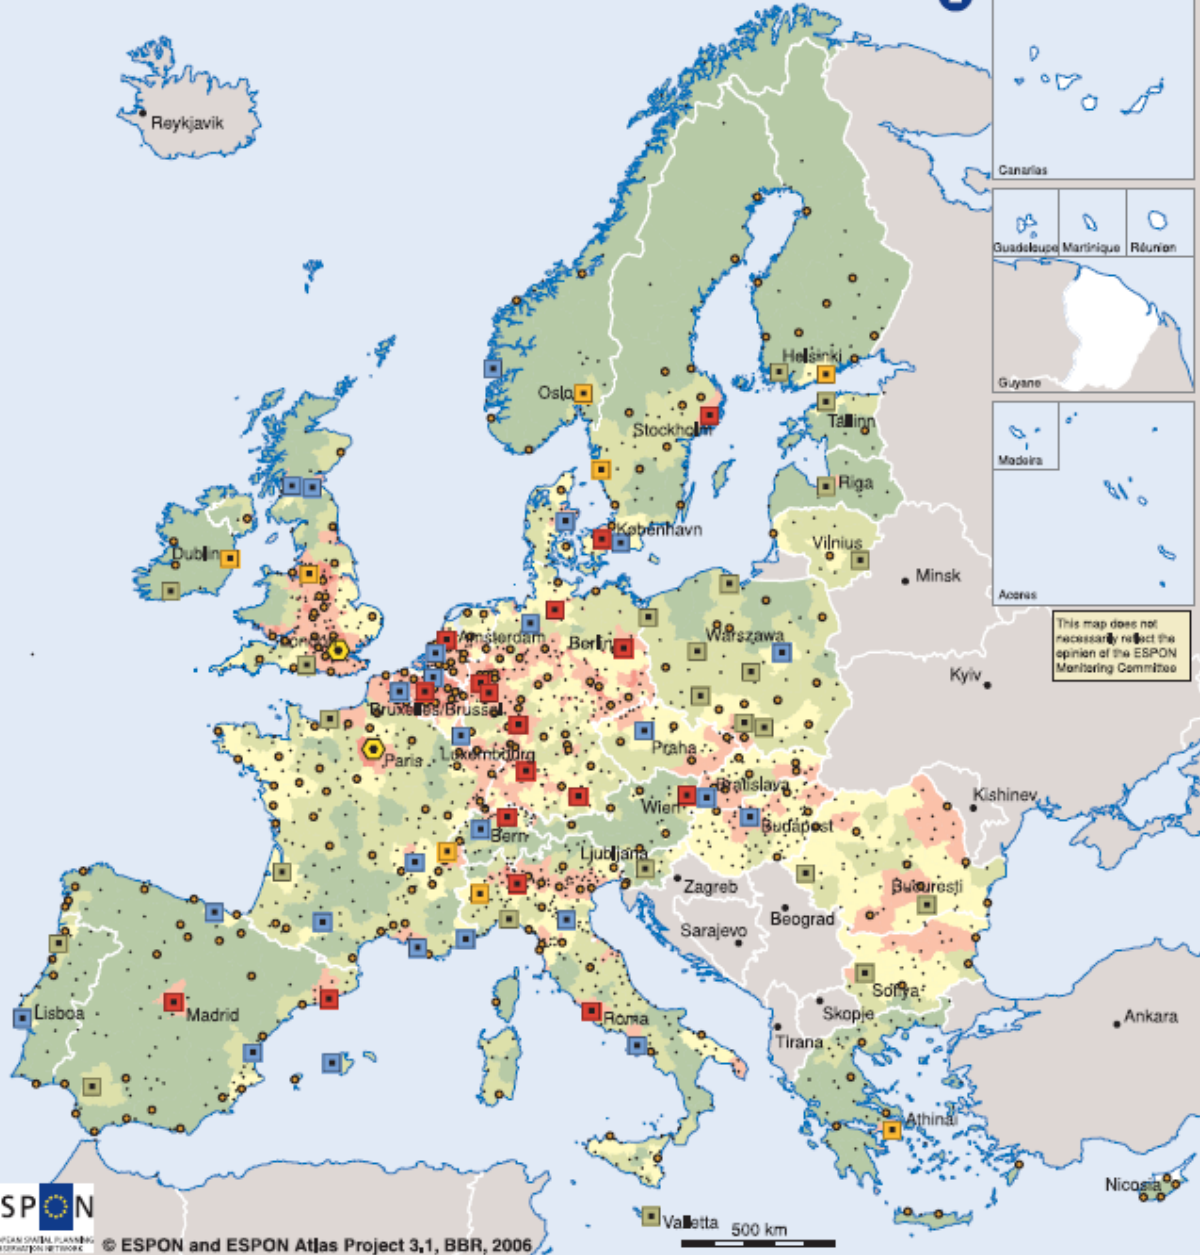 Reykjavik
Canarias
Guadeloupe
Martinique
Réunion
Guyane
Madeira
Acores
This map does not
necessarily reflect the
opinion of the ESPON
Monitoring Committee
Helsinki
Oslo
Stockholm
Tallinn
Riga
København
Dublin
Vilnius
Minsk
London
Amsterdam
Berlin
Warszawa
Kyiv
Bruxelles/Brussel
Paris
Luxembourg
Praha
Wien
Bratislava
Kishinev
Bern
Budapest
Ljubljana
Zagreb
Beograd
Bucuresti
Sarajevo
Sofiya
Lisboa
Madrid
Roma
Skopje
Tirana
Ankara
Athinai
Nicosia
Valletta
500 km
SPON
© ESPON and ESPON Atlas Project 3.1, BBR, 2006